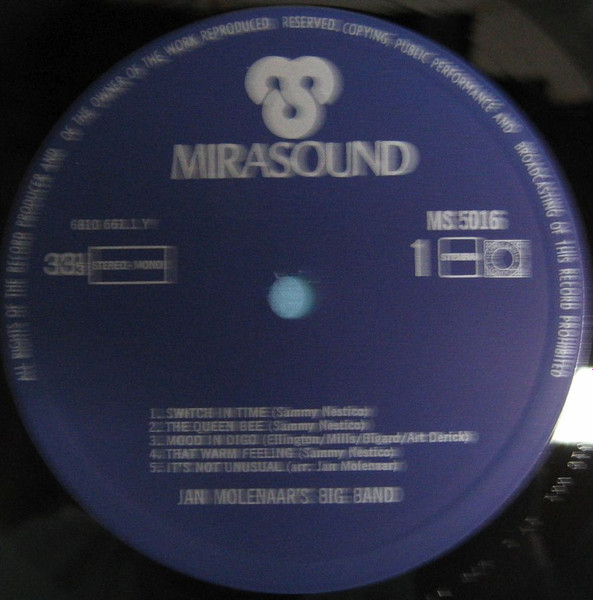 ALL RIGHTS OF THE RECORD PRODUCER AND OF THE OWNER OF THE WORK REPRODUCED RESERVED. COPYING, PUBLIC PERFORMANCE AND BROADCASTING OF THIS RECORD PROHIBITED
MIRASOUND
6810 661.1 Y
MS 5016
33⅓ STEREO-MONO
1 STEMRA
1. SWITCH IN TIME (Sammy Nestico)
2. THE QUEEN BEE (Sammy Nestico)
3. MOOD IN DIGO (Ellington/Mills/Bigard/Art Derick)
4. THAT WARM FEELING (Sammy Nestico)
5. IT'S NOT UNUSUAL (arr. Jan Molenaar)
JAN MOLENAAR'S BIG BAND